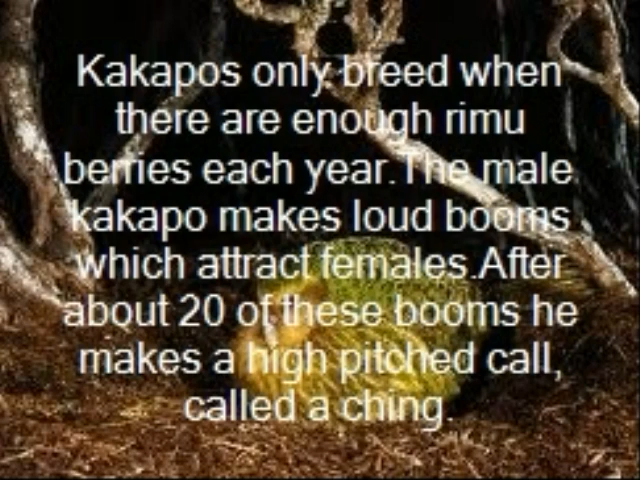 Kakapos only breed when
there are enough rimu
berries each year.The male
kakapo makes loud booms
which attract females.After
about 20 of these booms he
makes a high pitched call,
called a ching.